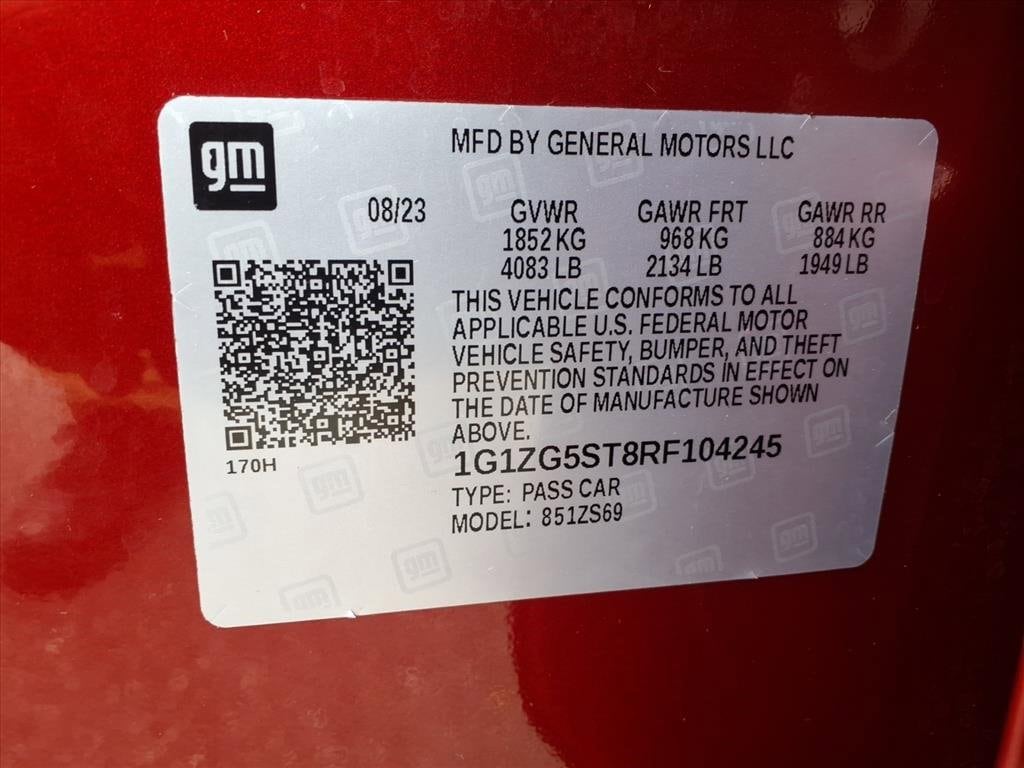 gm
MFD BY GENERAL MOTORS LLC
08/23 GVWR GAWR FRT GAWR RR
1852 KG 968 KG 884 KG
4083 LB 2134 LB 1949 LB
THIS VEHICLE CONFORMS TO ALL
APPLICABLE U.S. FEDERAL MOTOR
VEHICLE SAFETY, BUMPER, AND THEFT
PREVENTION STANDARDS IN EFFECT ON
THE DATE OF MANUFACTURE SHOWN
ABOVE.
170H
1G1ZG5ST8RF104245
TYPE: PASS CAR
MODEL: 851ZS69